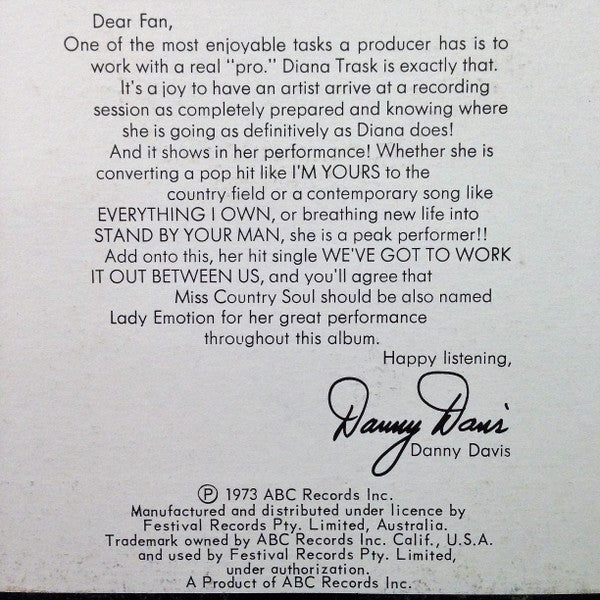 Dear Fan,
One of the most enjoyable tasks a producer has is to
work with a real “pro.” Diana Trask is exactly that.
It's a joy to have an artist arrive at a recording
session as completely prepared and knowing where
she is going as definitively as Diana does!
And it shows in her performance! Whether she is
converting a pop hit like I'M YOURS to the
country field or a contemporary song like
EVERYTHING I OWN, or breathing new life into
STAND BY YOUR MAN, she is a peak performer!!
Add onto this, her hit single WE'VE GOT TO WORK
IT OUT BETWEEN US, and you'll agree that
Miss Country Soul should be also named
Lady Emotion for her great performance
throughout this album.
Happy listening,
Danny Davis
Danny Davis
Ⓟ 1973 ABC Records Inc.
Manufactured and distributed under licence by
Festival Records Pty. Limited, Australia.
Trademark owned by ABC Records Inc. Calif., U.S.A.
and used by Festival Records Pty. Limited,
under authorization.
A Product of ABC Records Inc.